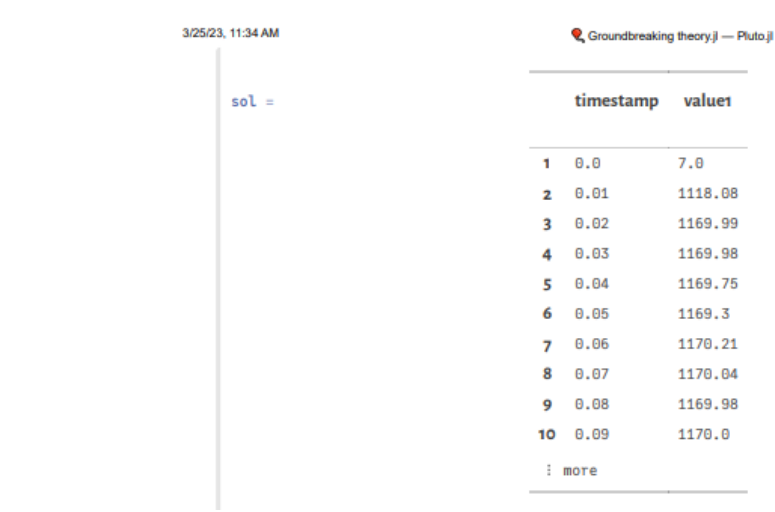 3/25/23, 11:34 AM 🎈 Groundbreaking theory.jl — Pluto.jl
sol =
timestamp value1
1 0.0 7.0
2 0.01 1118.08
3 0.02 1169.99
4 0.03 1169.98
5 0.04 1169.75
6 0.05 1169.3
7 0.06 1170.21
8 0.07 1170.04
9 0.08 1169.98
10 0.09 1170.0
⋮ more